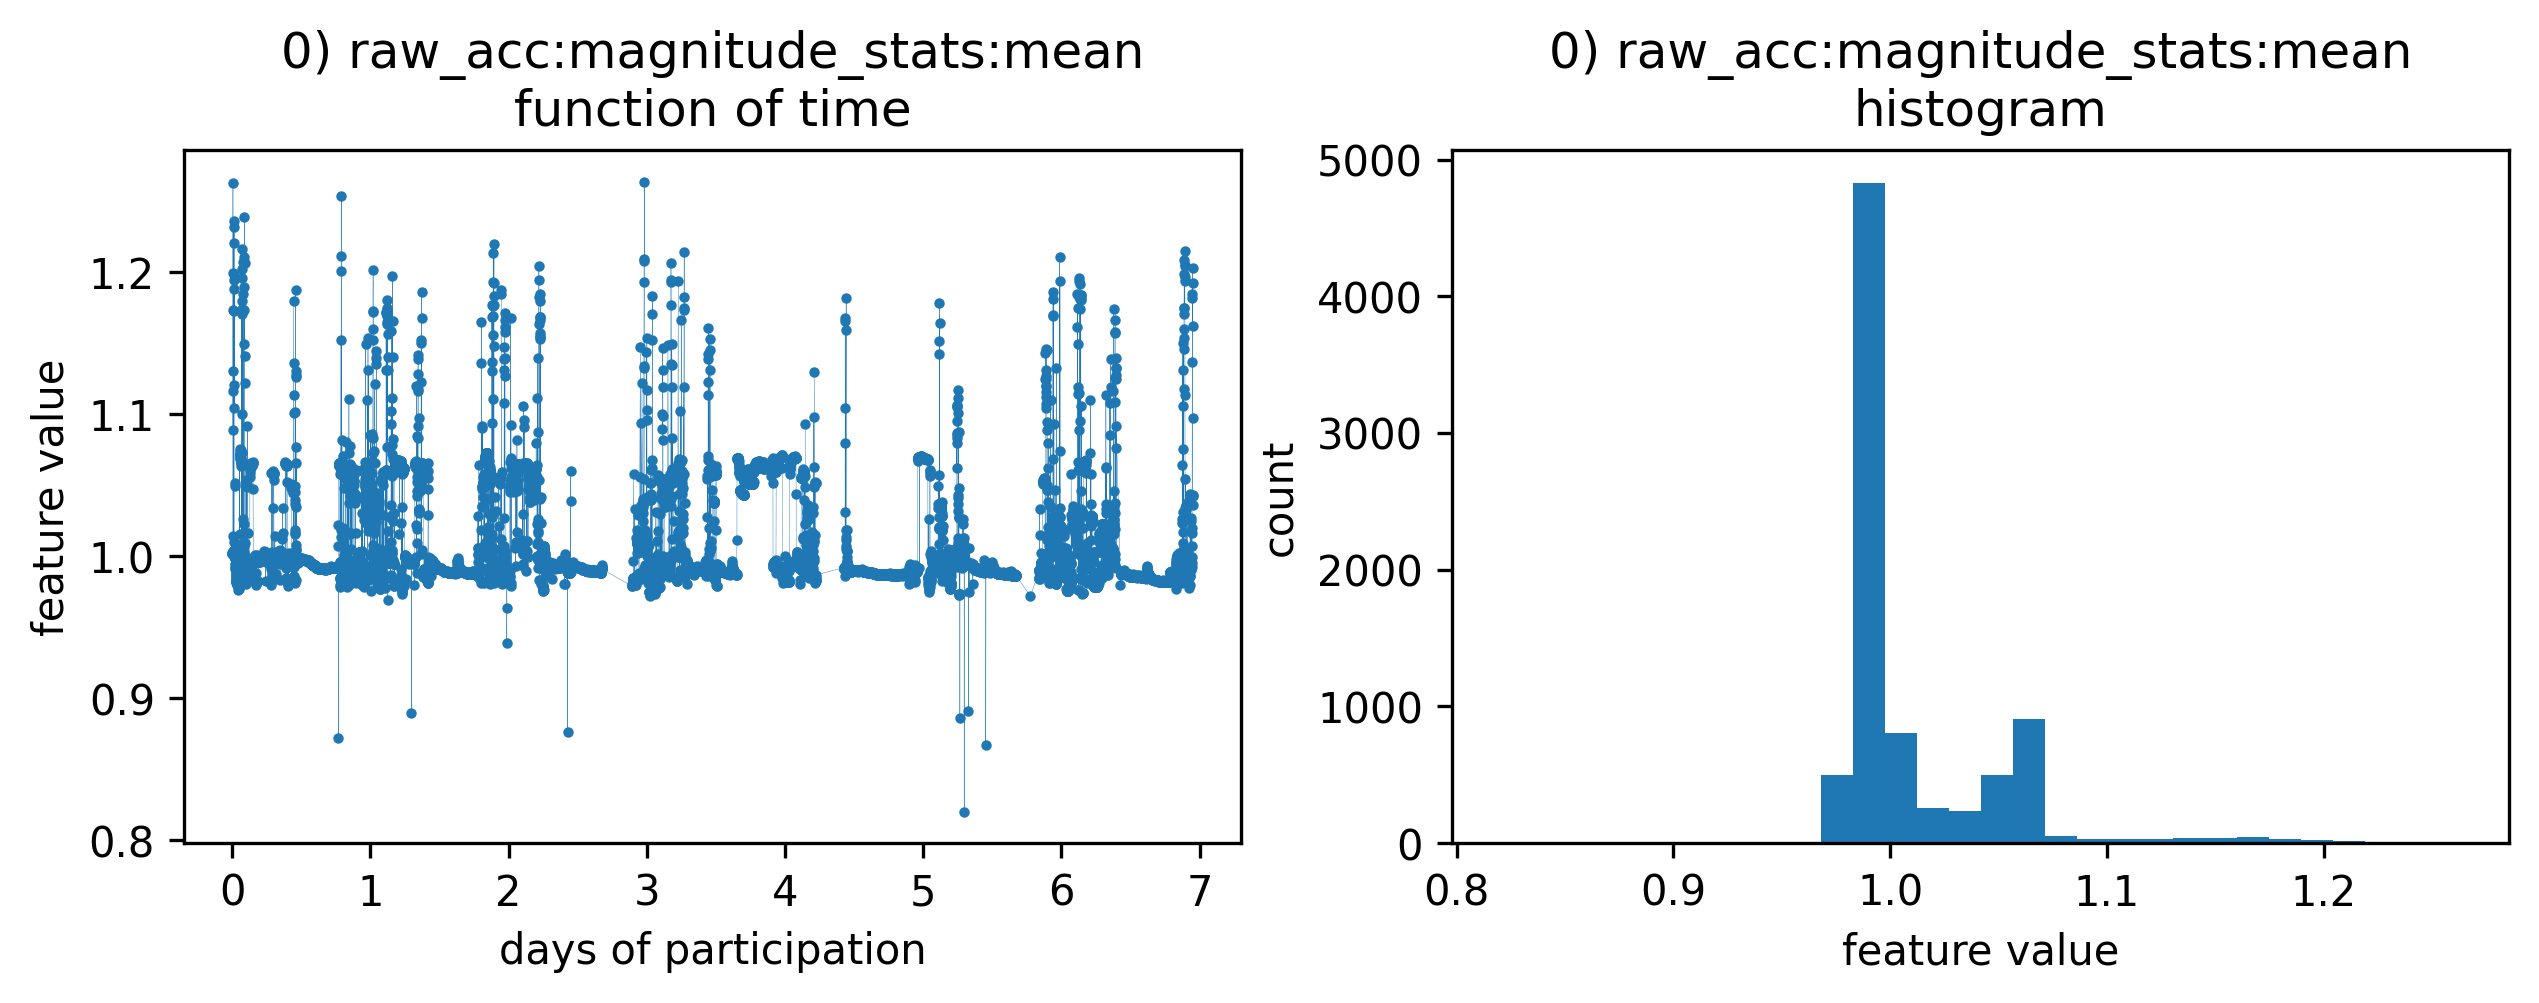 0) raw_acc:magnitude_stats:mean
function of time
feature value
1.2
1.1
1.0
0.9
0.8
0 1 2 3 4 5 6 7
days of participation
0) raw_acc:magnitude_stats:mean
histogram
count
5000
4000
3000
2000
1000
0
0.8 0.9 1.0 1.1 1.2
feature value